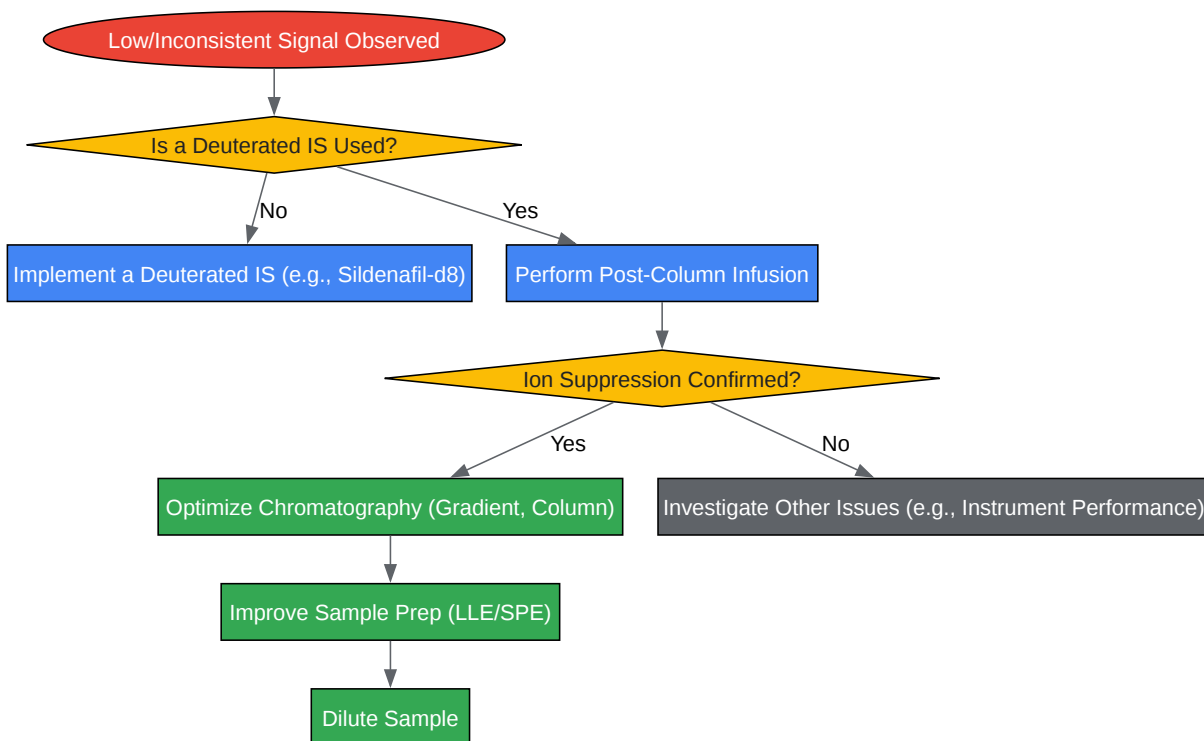 Low/Inconsistent Signal Observed
Is a Deuterated IS Used?
No
Yes
Implement a Deuterated IS (e.g., Sildenafil-d8)
Perform Post-Column Infusion
Ion Suppression Confirmed?
Yes
No
Optimize Chromatography (Gradient, Column)
Investigate Other Issues (e.g., Instrument Performance)
Improve Sample Prep (LLE/SPE)
Dilute Sample